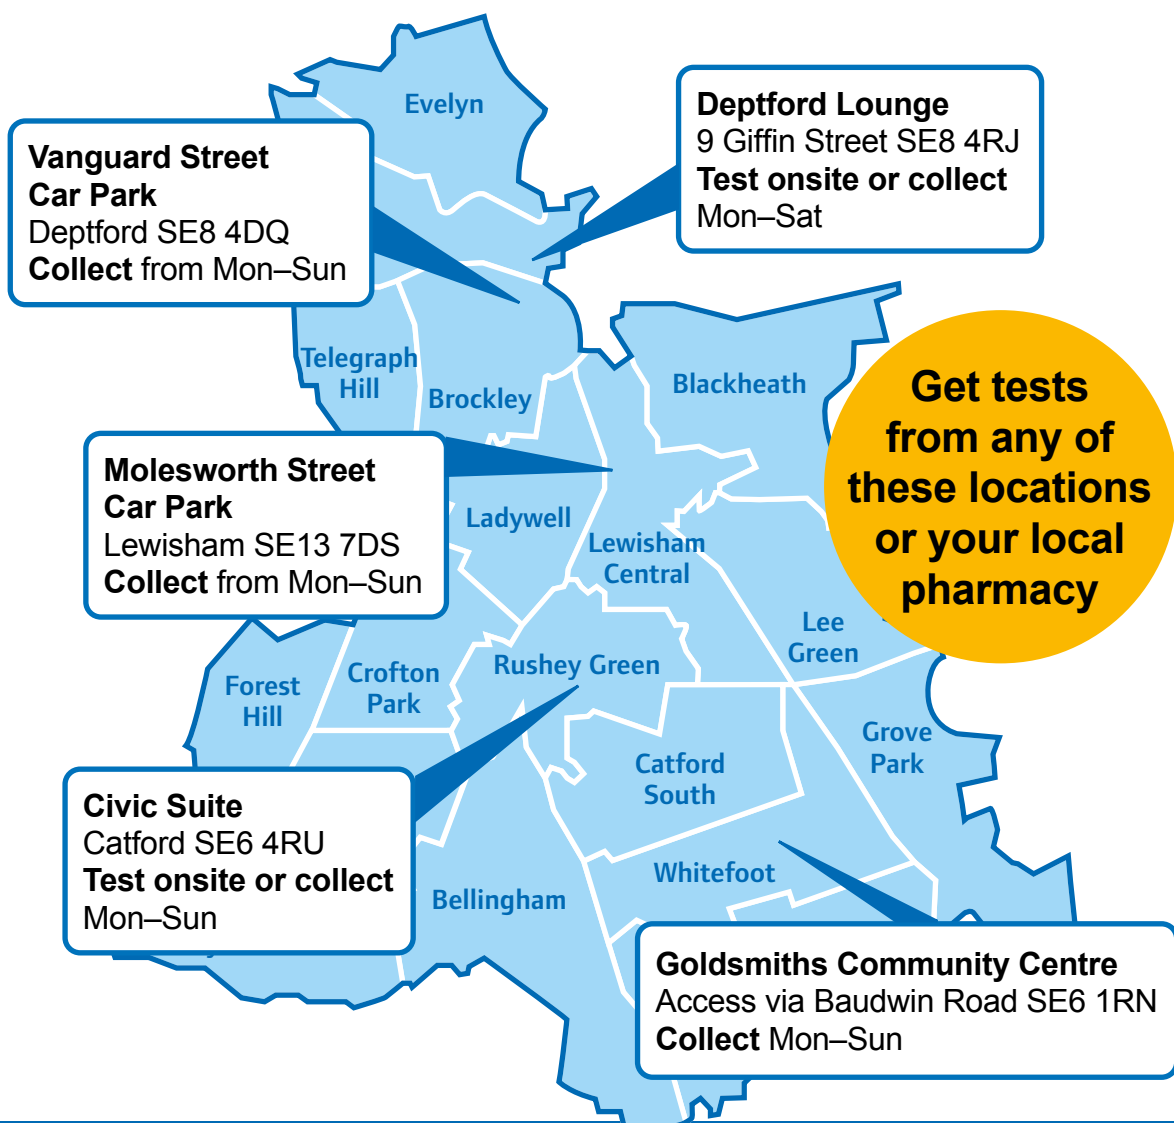 Evelyn
Vanguard Street
Car Park
Deptford SE8 4DQ
Collect from Mon–Sun
Deptford Lounge
9 Giffin Street SE8 4RJ
Test onsite or collect
Mon–Sat
Telegraph
Hill
Brockley
Blackheath
Get tests
from any of
these locations
or your local
pharmacy
Molesworth Street
Car Park
Lewisham SE13 7DS
Collect from Mon–Sun
Ladywell
Lewisham
Central
Lee
Green
Rushey Green
Crofton
Park
Forest
Hill
Grove
Park
Catford
South
Civic Suite
Catford SE6 4RU
Test onsite or collect
Mon–Sun
Whitefoot
Bellingham
Goldsmiths Community Centre
Access via Baudwin Road SE6 1RN
Collect Mon–Sun